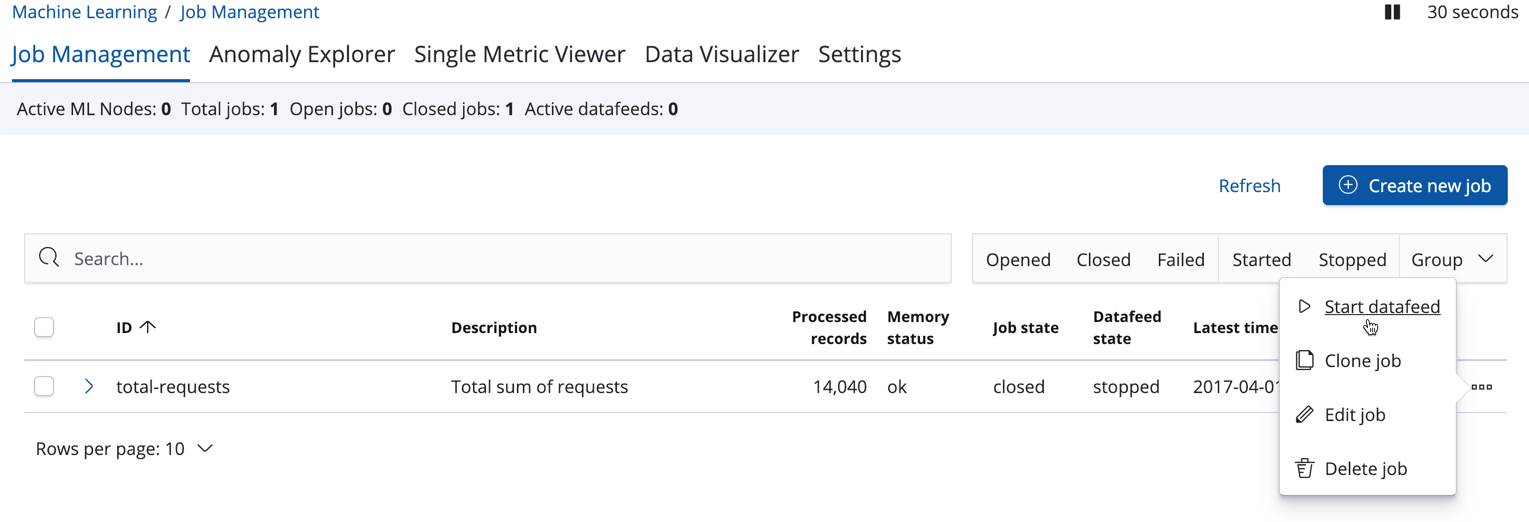 Machine Learning / Job Management 30 seconds
Job Management Anomaly Explorer Single Metric Viewer Data Visualizer Settings
Active ML Nodes: 0 Total jobs: 1 Open jobs: 0 Closed jobs: 1 Active datafeeds: 0
Refresh Create new job
Search... Opened Closed Failed Started Stopped Group
ID Description Processed records Memory status Job state Datafeed state Latest time
total-requests Total sum of requests 14,040 ok closed stopped 2017-04-01
Start datafeed
Clone job
Edit job
Delete job
Rows per page: 10